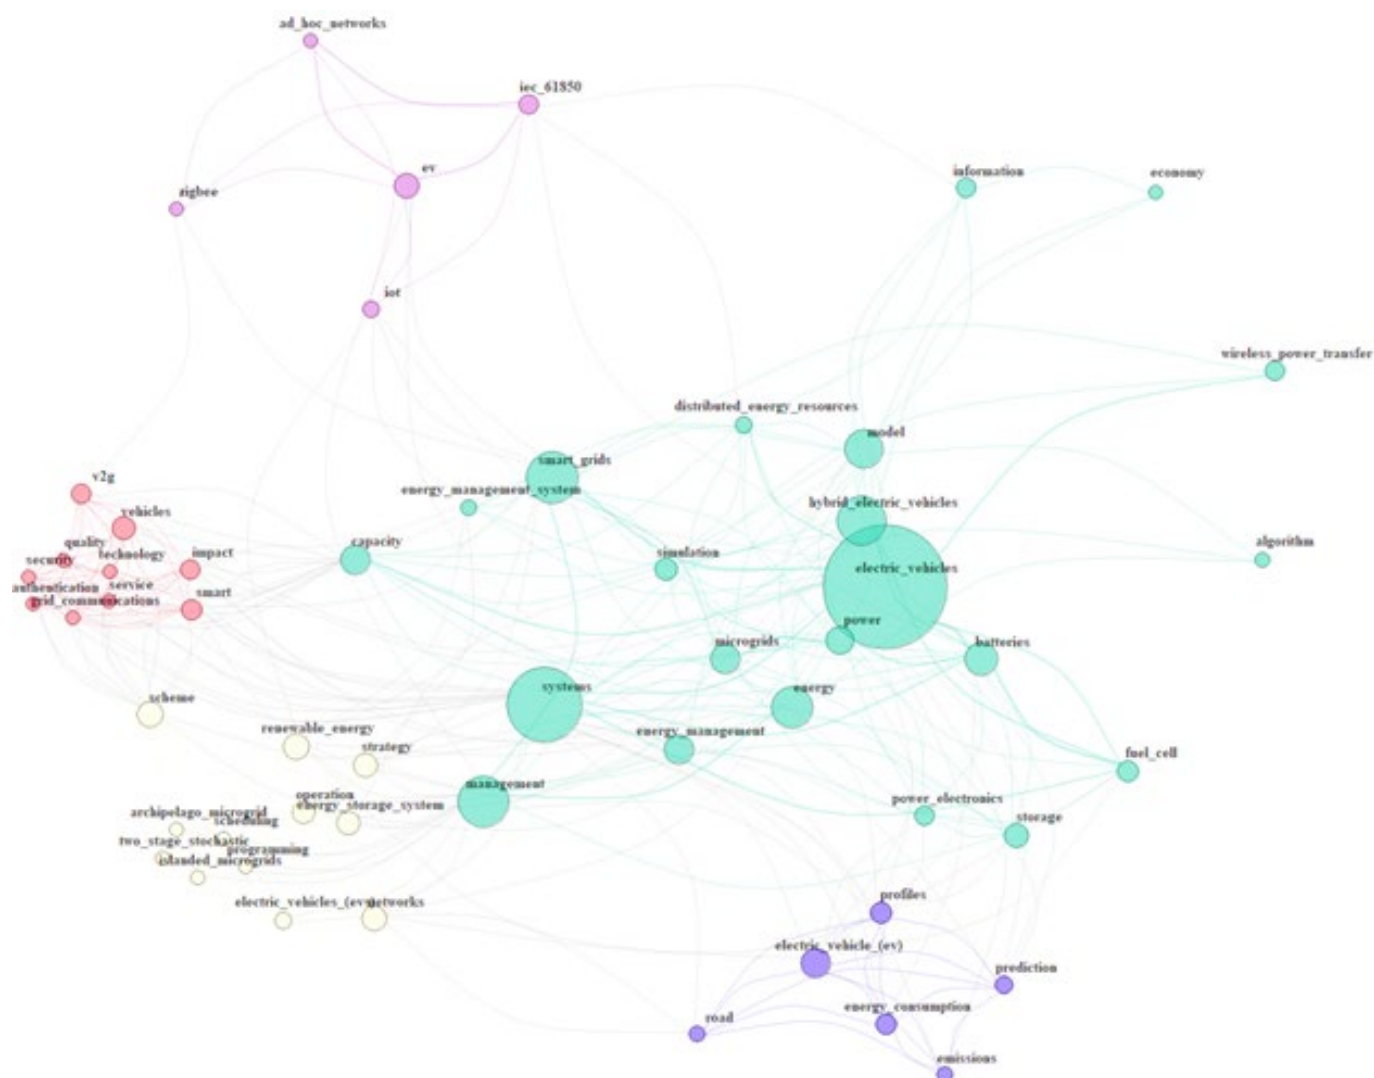 ad_hoc_networks
iec_61850
ev
zigbee
information
economy
iot
wireless_power_transfer
distributed_energy_resources
model
smart_grids
v2g
energy_management_system
hybrid_electric_vehicles
vehicles
quality
capacity
simulation
algorithm
security
technology
impact
electric_vehicles
authentication
service
smart
grid_communications
power
microgrids
batteries
systems
energy
scheme
renewable_energy
energy_management
strategy
fuel_cell
management
operation
energy_storage_system
power_electronics
archipelago_microgrid
scheduling
storage
two_stage_stochastic
programming
islanded_microgrids
profiles
electric_vehicles_(evs)
networks
electric_vehicle_(ev)
prediction
energy_consumption
road
emissions